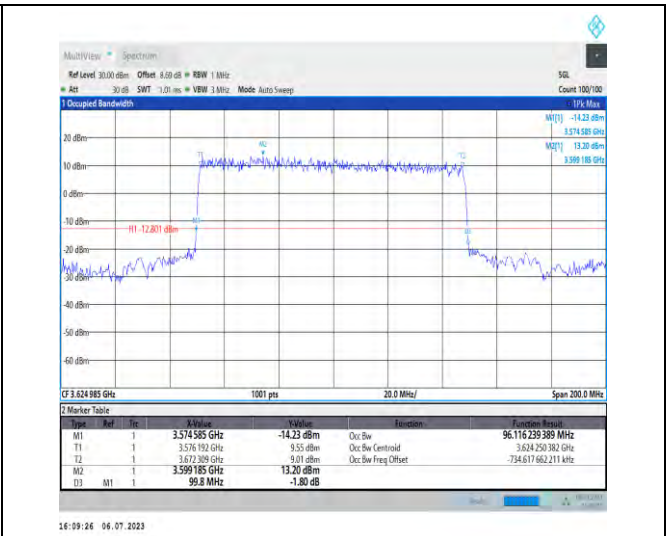 MultiView Spectrum
Ref Level 30.00 dBm Offset 8.60 dB RBW 1 MHz SGL
Att 30 dB SWT 1.01 ms VBW 3 MHz Mode Auto Sweep Count 100/100
1 Occupied Bandwidth 1Pk Max
M1[1] -14.23 dBm
3.574 585 GHz
M2[1] 13.20 dBm
3.599 185 GHz
20 dBm
M2
T1 T2
10 dBm
0 dBm
-10 dBm
H1 -12.801 dBm
-20 dBm
-30 dBm
-40 dBm
-50 dBm
-60 dBm
CF 3.624 985 GHz 1001 pts 20.0 MHz/ Span 200.0 MHz
2 Marker Table
Type Ref Trc X-Value Y-Value Function Function Result
M1 1 3.574 585 GHz -14.23 dBm Occ Bw 96.116 239 389 MHz
T1 1 3.576 192 GHz 9.55 dBm Occ Bw Centroid 3.624 250 382 GHz
T2 1 3.672 309 GHz 9.01 dBm Occ Bw Freq Offset -734.617 662 211 kHz
M2 1 3.599 185 GHz 13.20 dBm
D3 M1 1 99.8 MHz -1.80 dB
16:09:26 06.07.2023